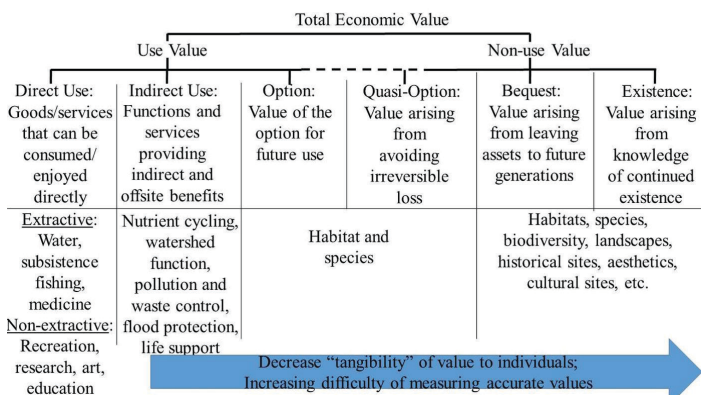 Total Economic Value
Use Value
Non-use Value
Direct Use:
Goods/services
that can be
consumed/
enjoyed
directly
Indirect Use:
Functions and
services
providing
indirect and
offsite benefits
Option:
Value of the
option for
future use
Quasi-Option:
Value arising
from
avoiding
irreversible
loss
Bequest:
Value arising
from leaving
assets to future
generations
Existence:
Value arising
from
knowledge
of continued
existence
Extractive:
Water,
subsistence
fishing,
medicine
Non-extractive:
Recreation,
research, art,
education
Nutrient cycling,
watershed
function,
pollution and
waste control,
flood protection,
life support
Habitat and
species
Habitats, species,
biodiversity, landscapes,
historical sites, aesthetics,
cultural sites, etc.
Decrease “tangibility” of value to individuals;
Increasing difficulty of measuring accurate values